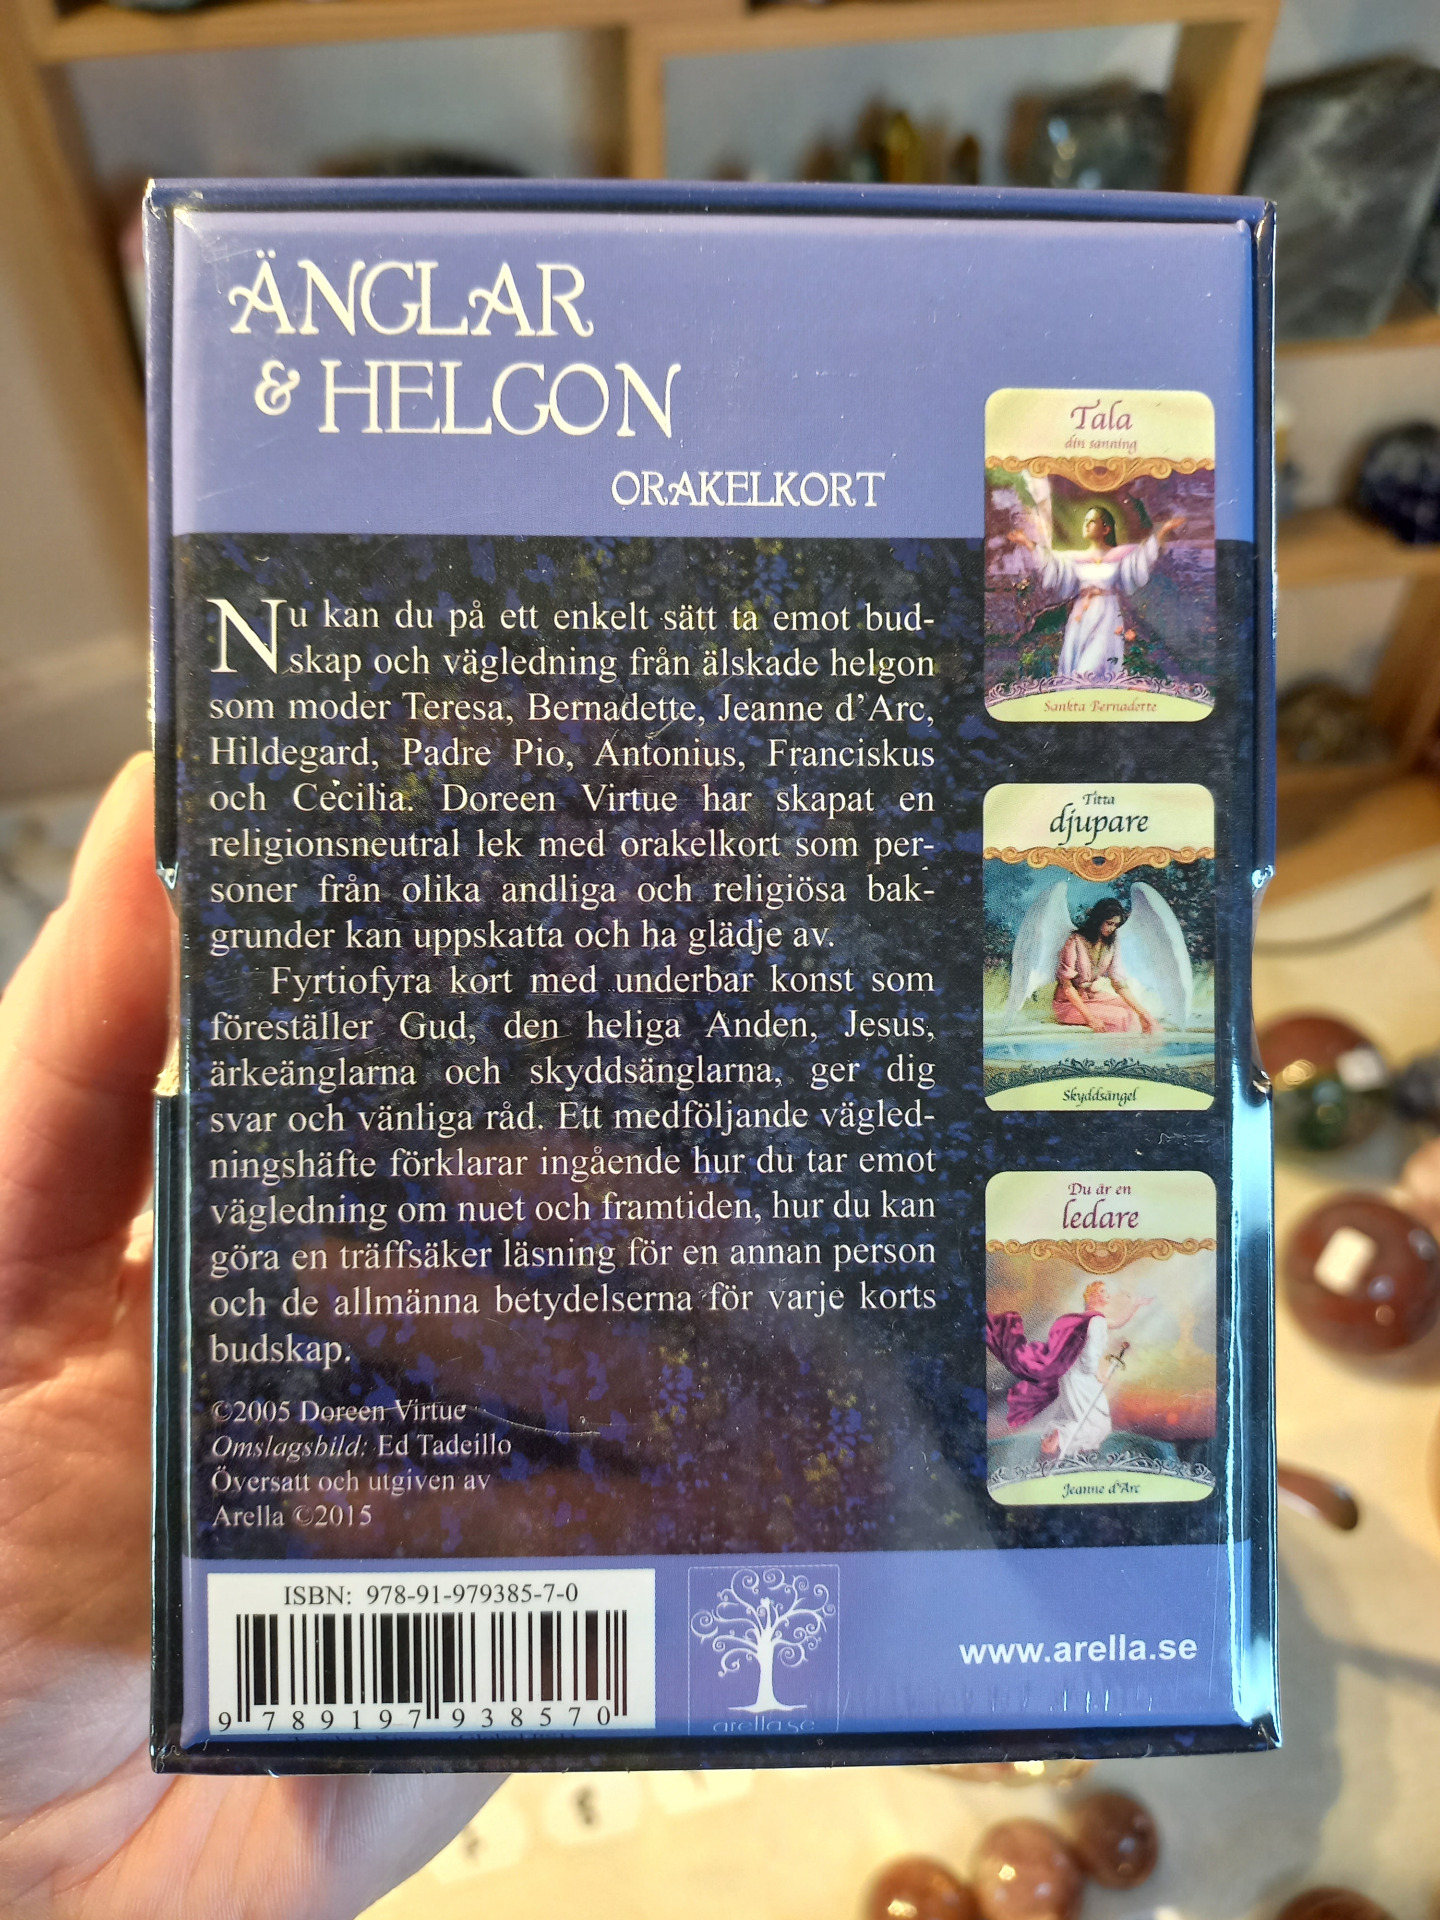 ÄNGLAR
& HELGON
ORAKELKORT
Nu kan du på ett enkelt sätt ta emot bud-
skap och vägledning från älskade helgon
som moder Teresa, Bernadette, Jeanne d'Arc,
Hildegard, Padre Pio, Antonius, Franciskus
och Cecilia. Doreen Virtue har skapat en
religionsneutral lek med orakelkort som per-
soner från olika andliga och religiösa bak-
grunder kan uppskatta och ha glädje av.
Fyrtiofyra kort med underbar konst som
föreställer Gud, den heliga Anden, Jesus,
ärkeänglarna och skyddsänglarna, ger dig
svar och vänliga råd. Ett medföljande vägled-
ningshäfte förklarar ingående hur du tar emot
vägledning om nuet och framtiden, hur du kan
göra en träffsäker läsning för en annan person
och de allmänna betydelserna för varje korts
budskap.
©2005 Doreen Virtue
Omslagsbild: Ed Tadeillo
Översatt och utgiven av
Arella ©2015
Tala
din sanning
Sankta Bernadette
Titta
djupare
Skyddsängel
Du är en
ledare
Jeanne d'Arc
ISBN: 978-91-979385-7-0
9 789197 938570
arella.se
www.arella.se